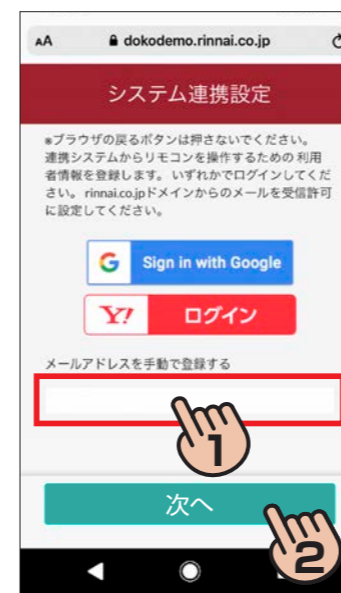 AA dokodemo.rinnai.co.jp
システム連携設定
*ブラウザの戻るボタンは押さないでください。
連携システムからリモコンを操作するための 利用
者情報を登録します。 いずれかでログインしてくだ
さい。 rinnai.co.jpドメインからのメールを受信許可
に設定してください。
G Sign in with Google
Y! ログイン
メールアドレスを手動で登録する
1
次へ
2